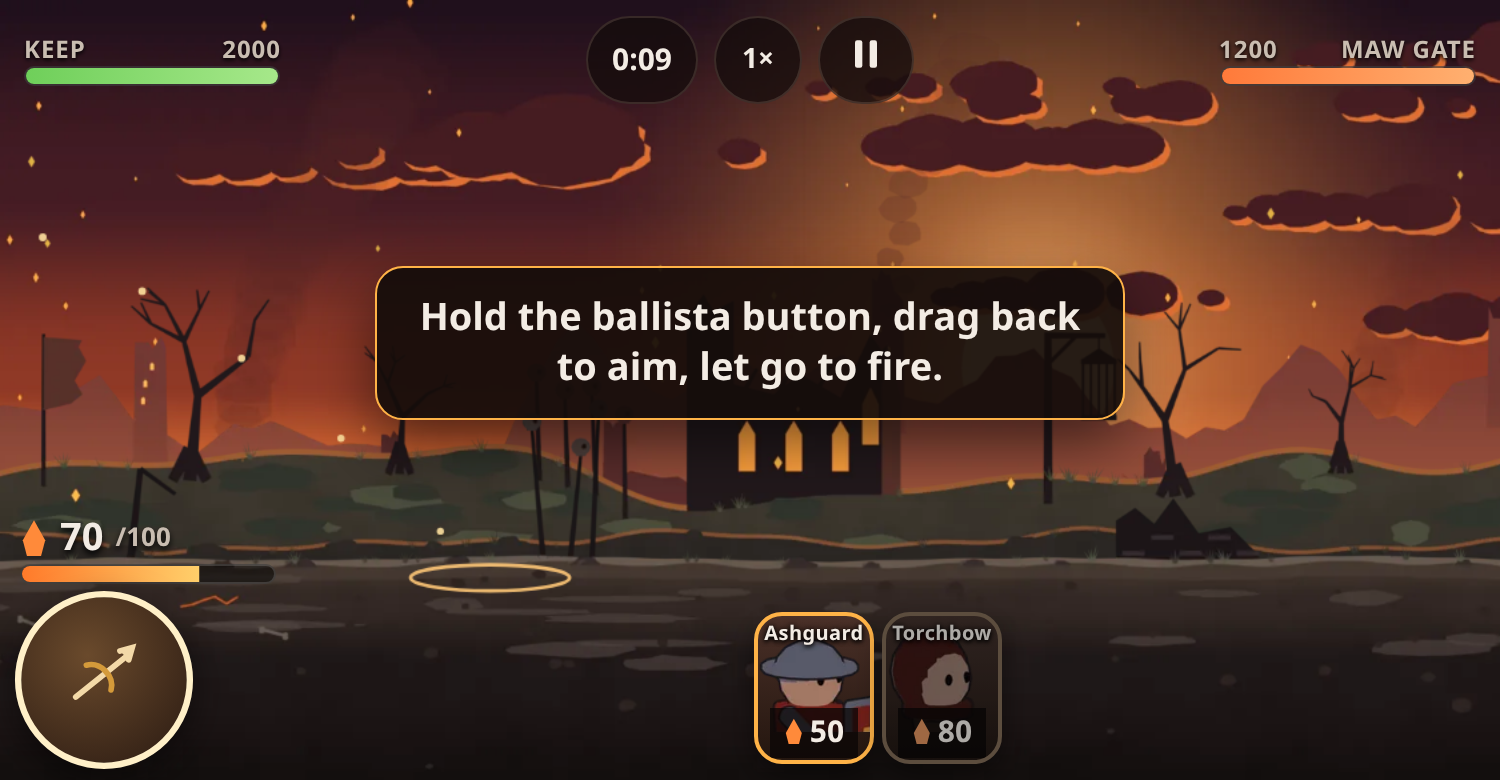 KEEP 2000
0:09
1×
1200 MAW GATE
Hold the ballista button, drag back
to aim, let go to fire.
70 /100
Ashguard
50
Torchbow
80